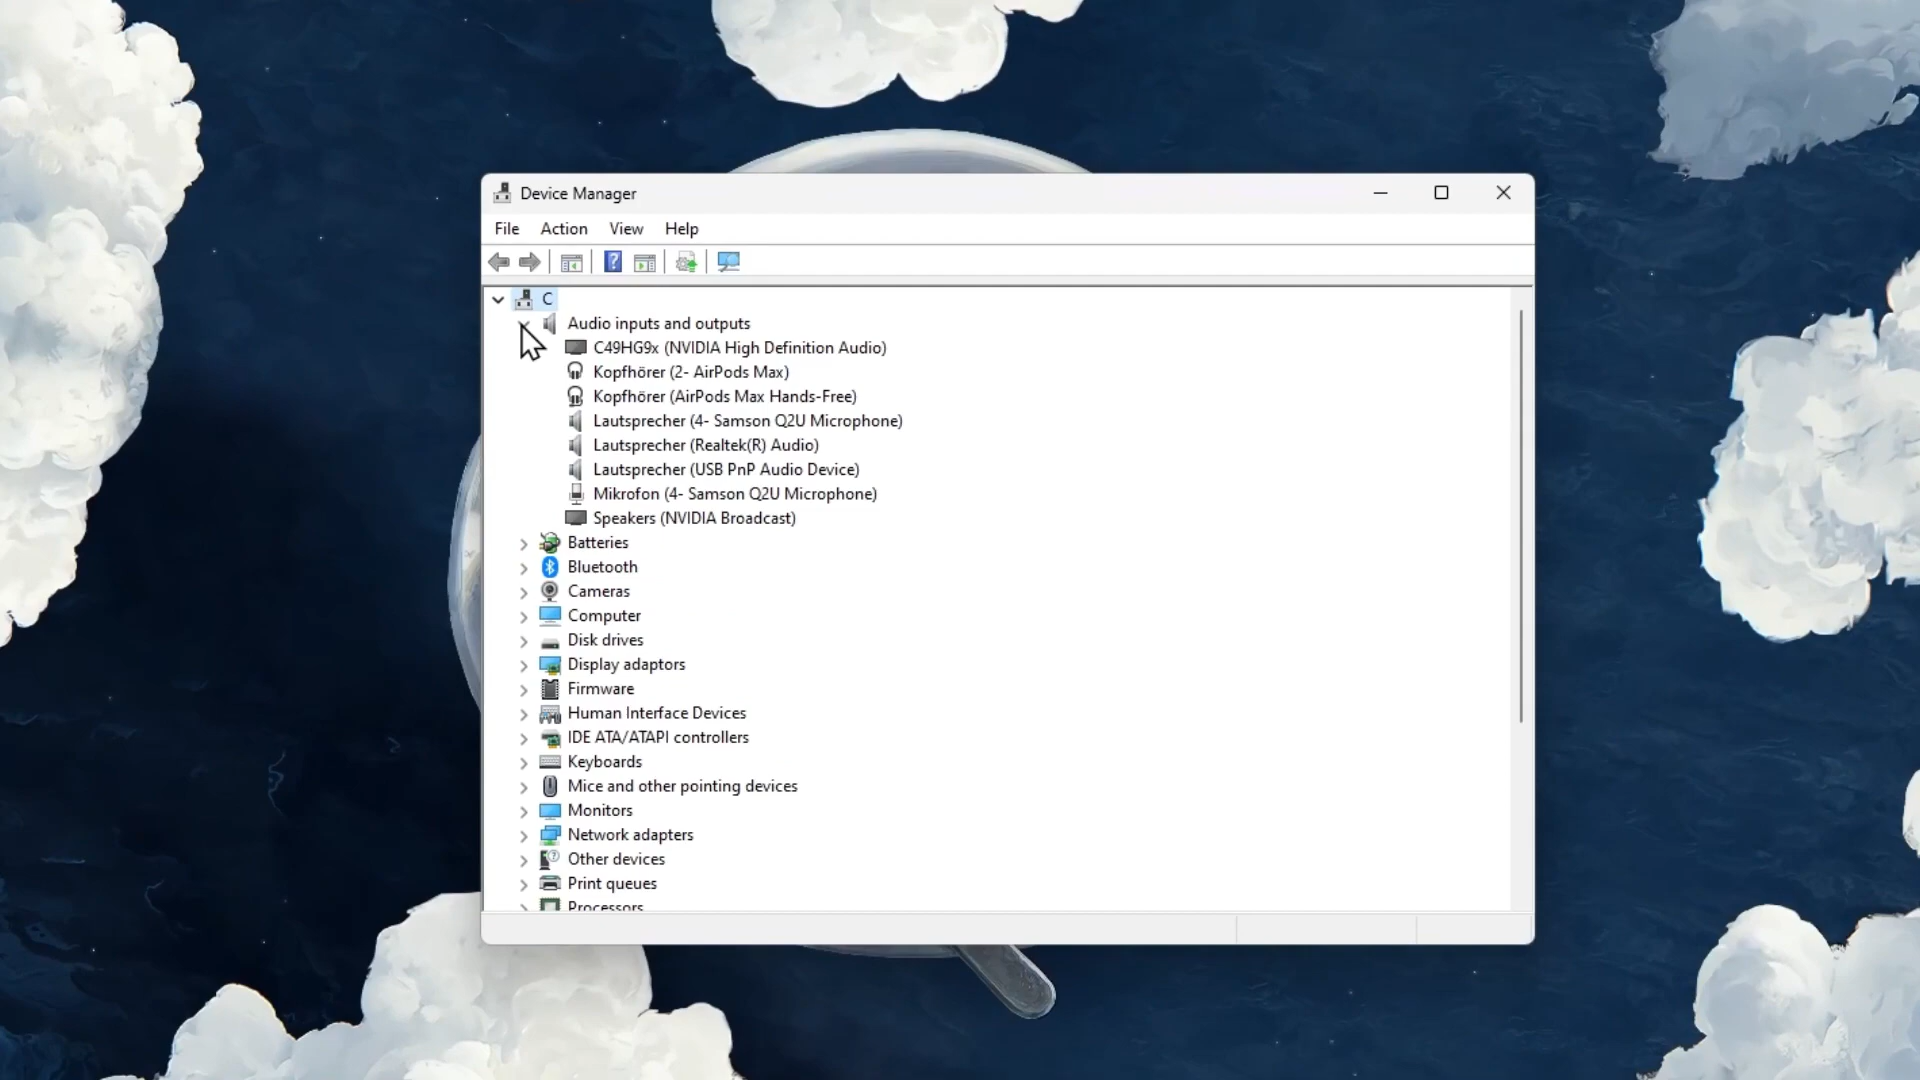 Device Manager
File Action View Help
C
Audio inputs and outputs
C49HG9x (NVIDIA High Definition Audio)
Kopfhörer (2- AirPods Max)
Kopfhörer (AirPods Max Hands-Free)
Lautsprecher (4- Samson Q2U Microphone)
Lautsprecher (Realtek(R) Audio)
Lautsprecher (USB PnP Audio Device)
Mikrofon (4- Samson Q2U Microphone)
Speakers (NVIDIA Broadcast)
Batteries
Bluetooth
Cameras
Computer
Disk drives
Display adaptors
Firmware
Human Interface Devices
IDE ATA/ATAPI controllers
Keyboards
Mice and other pointing devices
Monitors
Network adapters
Other devices
Print queues
Processors